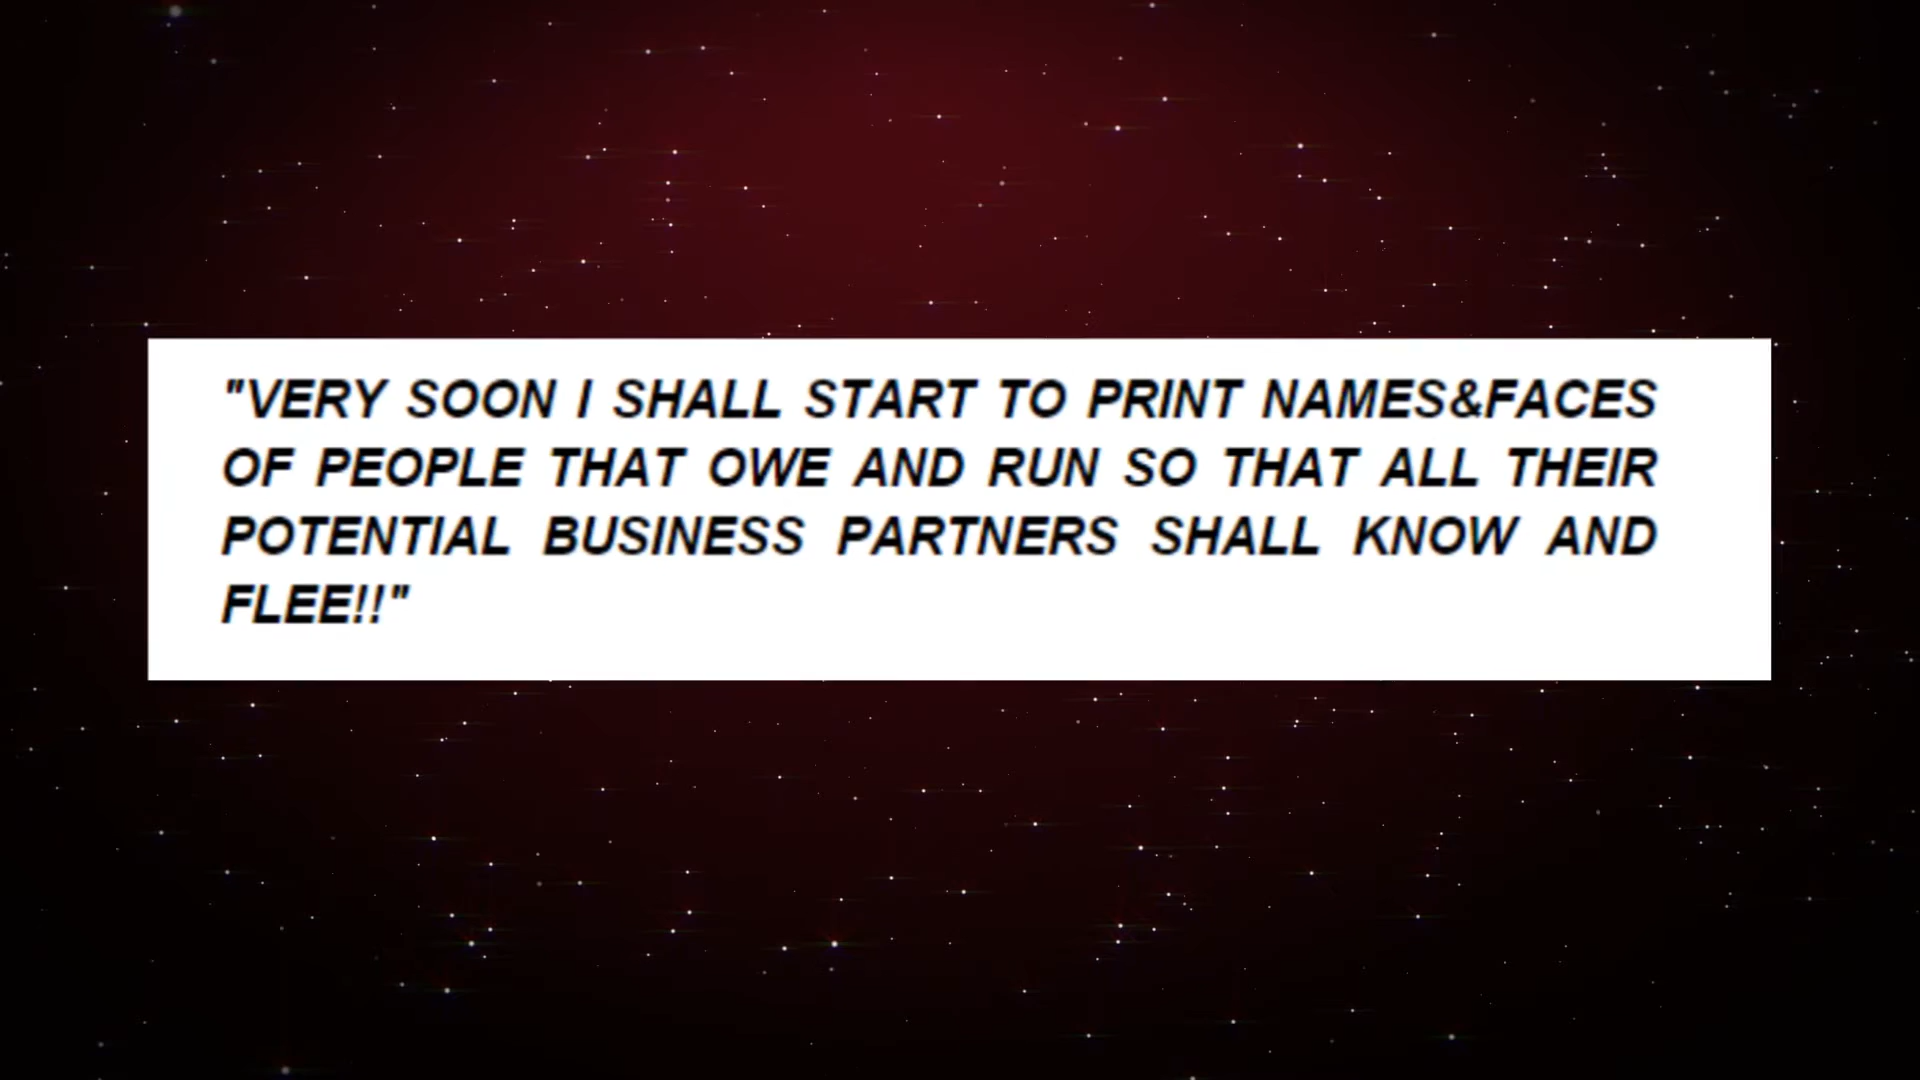 "VERY SOON I SHALL START TO PRINT NAMES&FACES
OF PEOPLE THAT OWE AND RUN SO THAT ALL THEIR
POTENTIAL BUSINESS PARTNERS SHALL KNOW AND
FLEE!!"